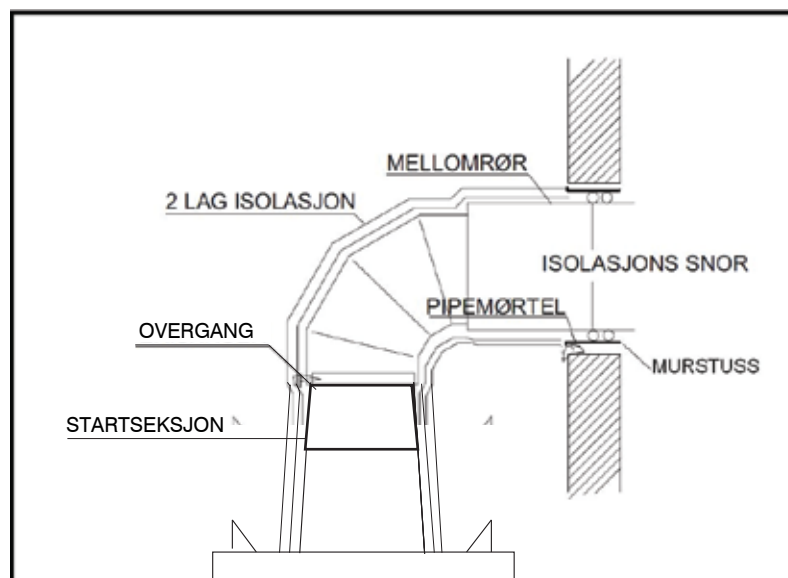 MELLOMRØR
2 LAG ISOLASJON
ISOLASJONS SNOR
PIPEMØRTEL
OVERGANG
MURSTUSS
STARTSEKSJON